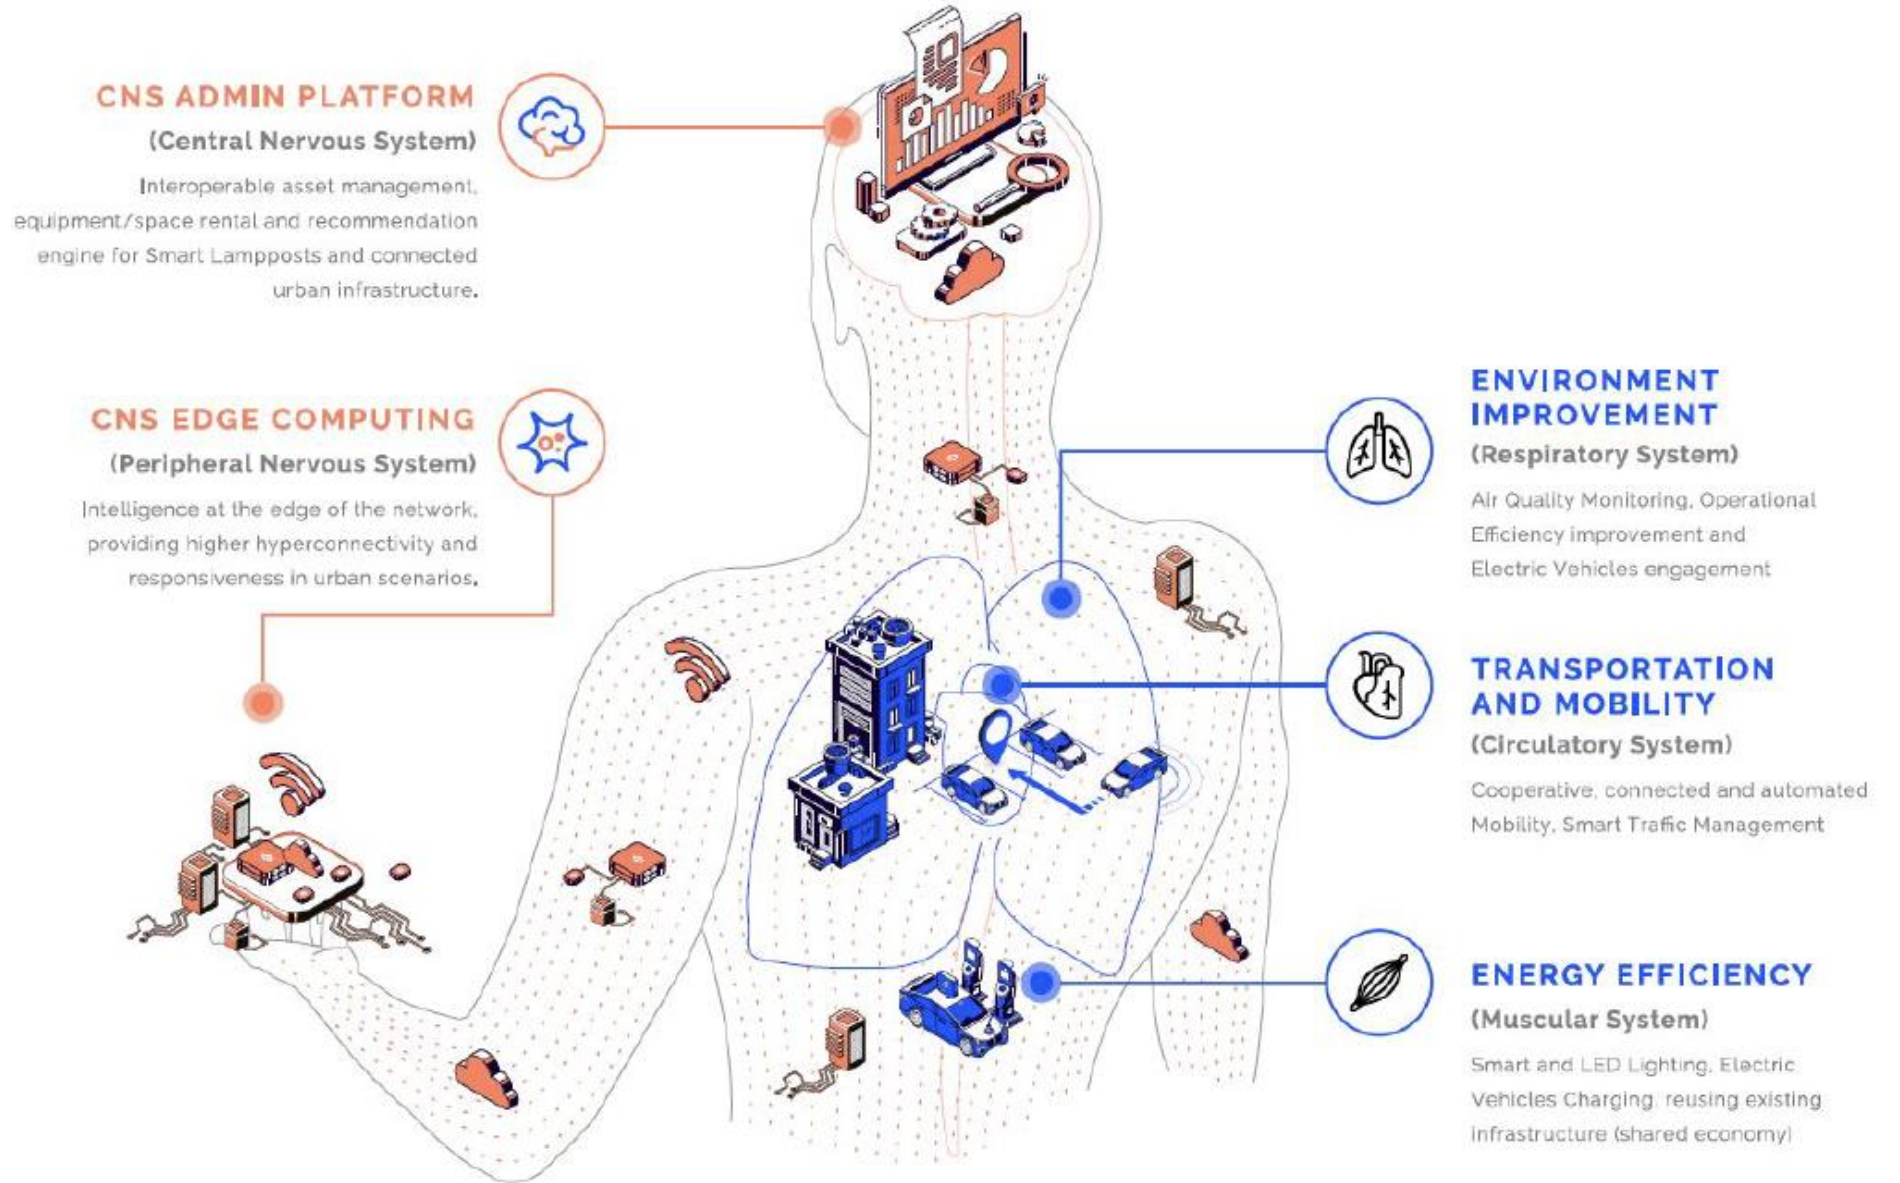 CNS ADMIN PLATFORM
(Central Nervous System)
Interoperable asset management,
equipment/space rental and recommendation
engine for Smart Lampposts and connected
urban infrastructure.
CNS EDGE COMPUTING
(Peripheral Nervous System)
Intelligence at the edge of the network,
providing higher hyperconnectivity and
responsiveness in urban scenarios.
ENVIRONMENT
IMPROVEMENT
(Respiratory System)
Air Quality Monitoring, Operational
Efficiency improvement and
Electric Vehicles engagement
TRANSPORTATION
AND MOBILITY
(Circulatory System)
Cooperative, connected and automated
Mobility, Smart Traffic Management
ENERGY EFFICIENCY
(Muscular System)
Smart and LED Lighting, Electric
Vehicles Charging, reusing existing
infrastructure (shared economy)